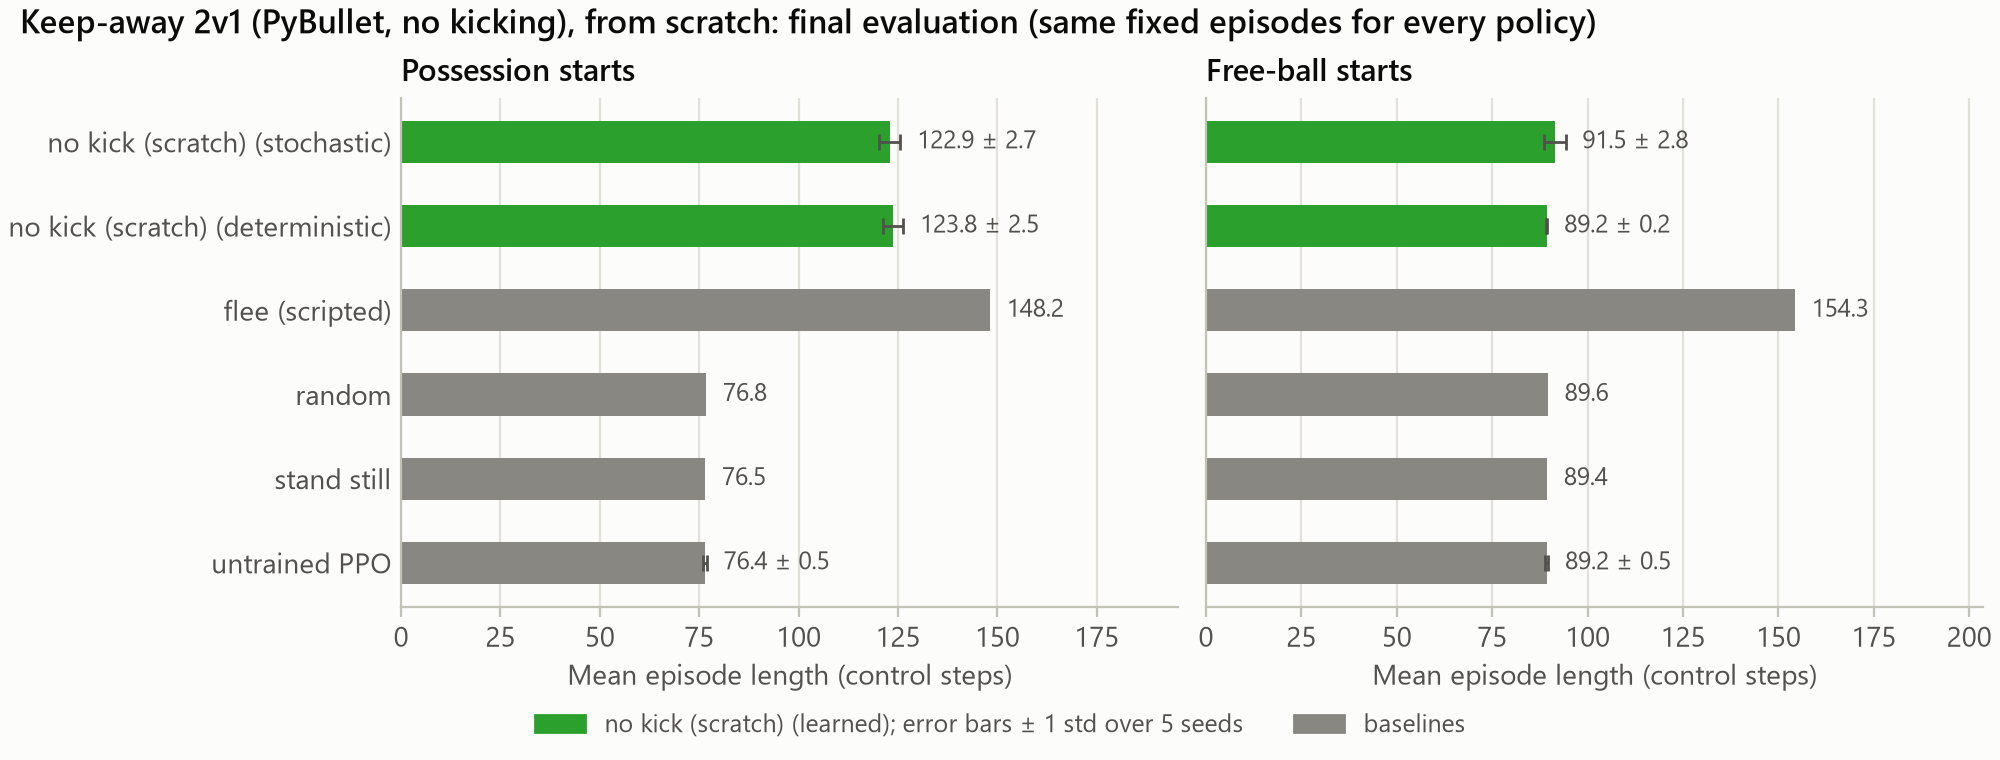 Keep-away 2v1 (PyBullet, no kicking), from scratch: final evaluation (same fixed episodes for every policy)
Possession starts
no kick (scratch) (stochastic)
122.9 ± 2.7
no kick (scratch) (deterministic)
123.8 ± 2.5
flee (scripted)
148.2
random
76.8
stand still
76.5
untrained PPO
76.4 ± 0.5
0 25 50 75 100 125 150 175
Mean episode length (control steps)
Free-ball starts
91.5 ± 2.8
89.2 ± 0.2
154.3
89.6
89.4
89.2 ± 0.5
0 25 50 75 100 125 150 175 200
Mean episode length (control steps)
no kick (scratch) (learned); error bars ± 1 std over 5 seeds
baselines